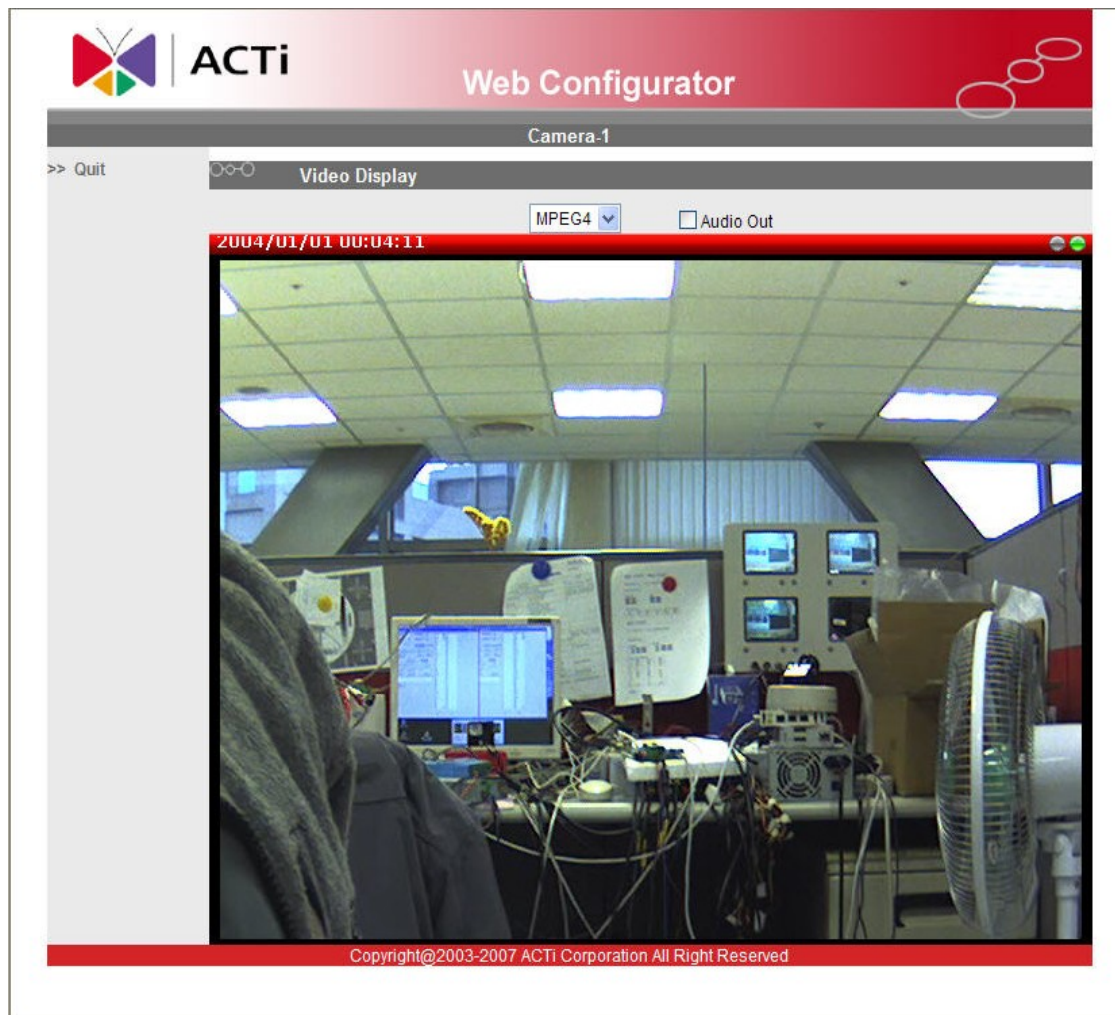 ACTi
Web Configurator
Camera-1
>> Quit
Video Display
MPEG4
Audio Out
2004/01/01 00:04:11
Copyright@2003-2007 ACTi Corporation All Right Reserved